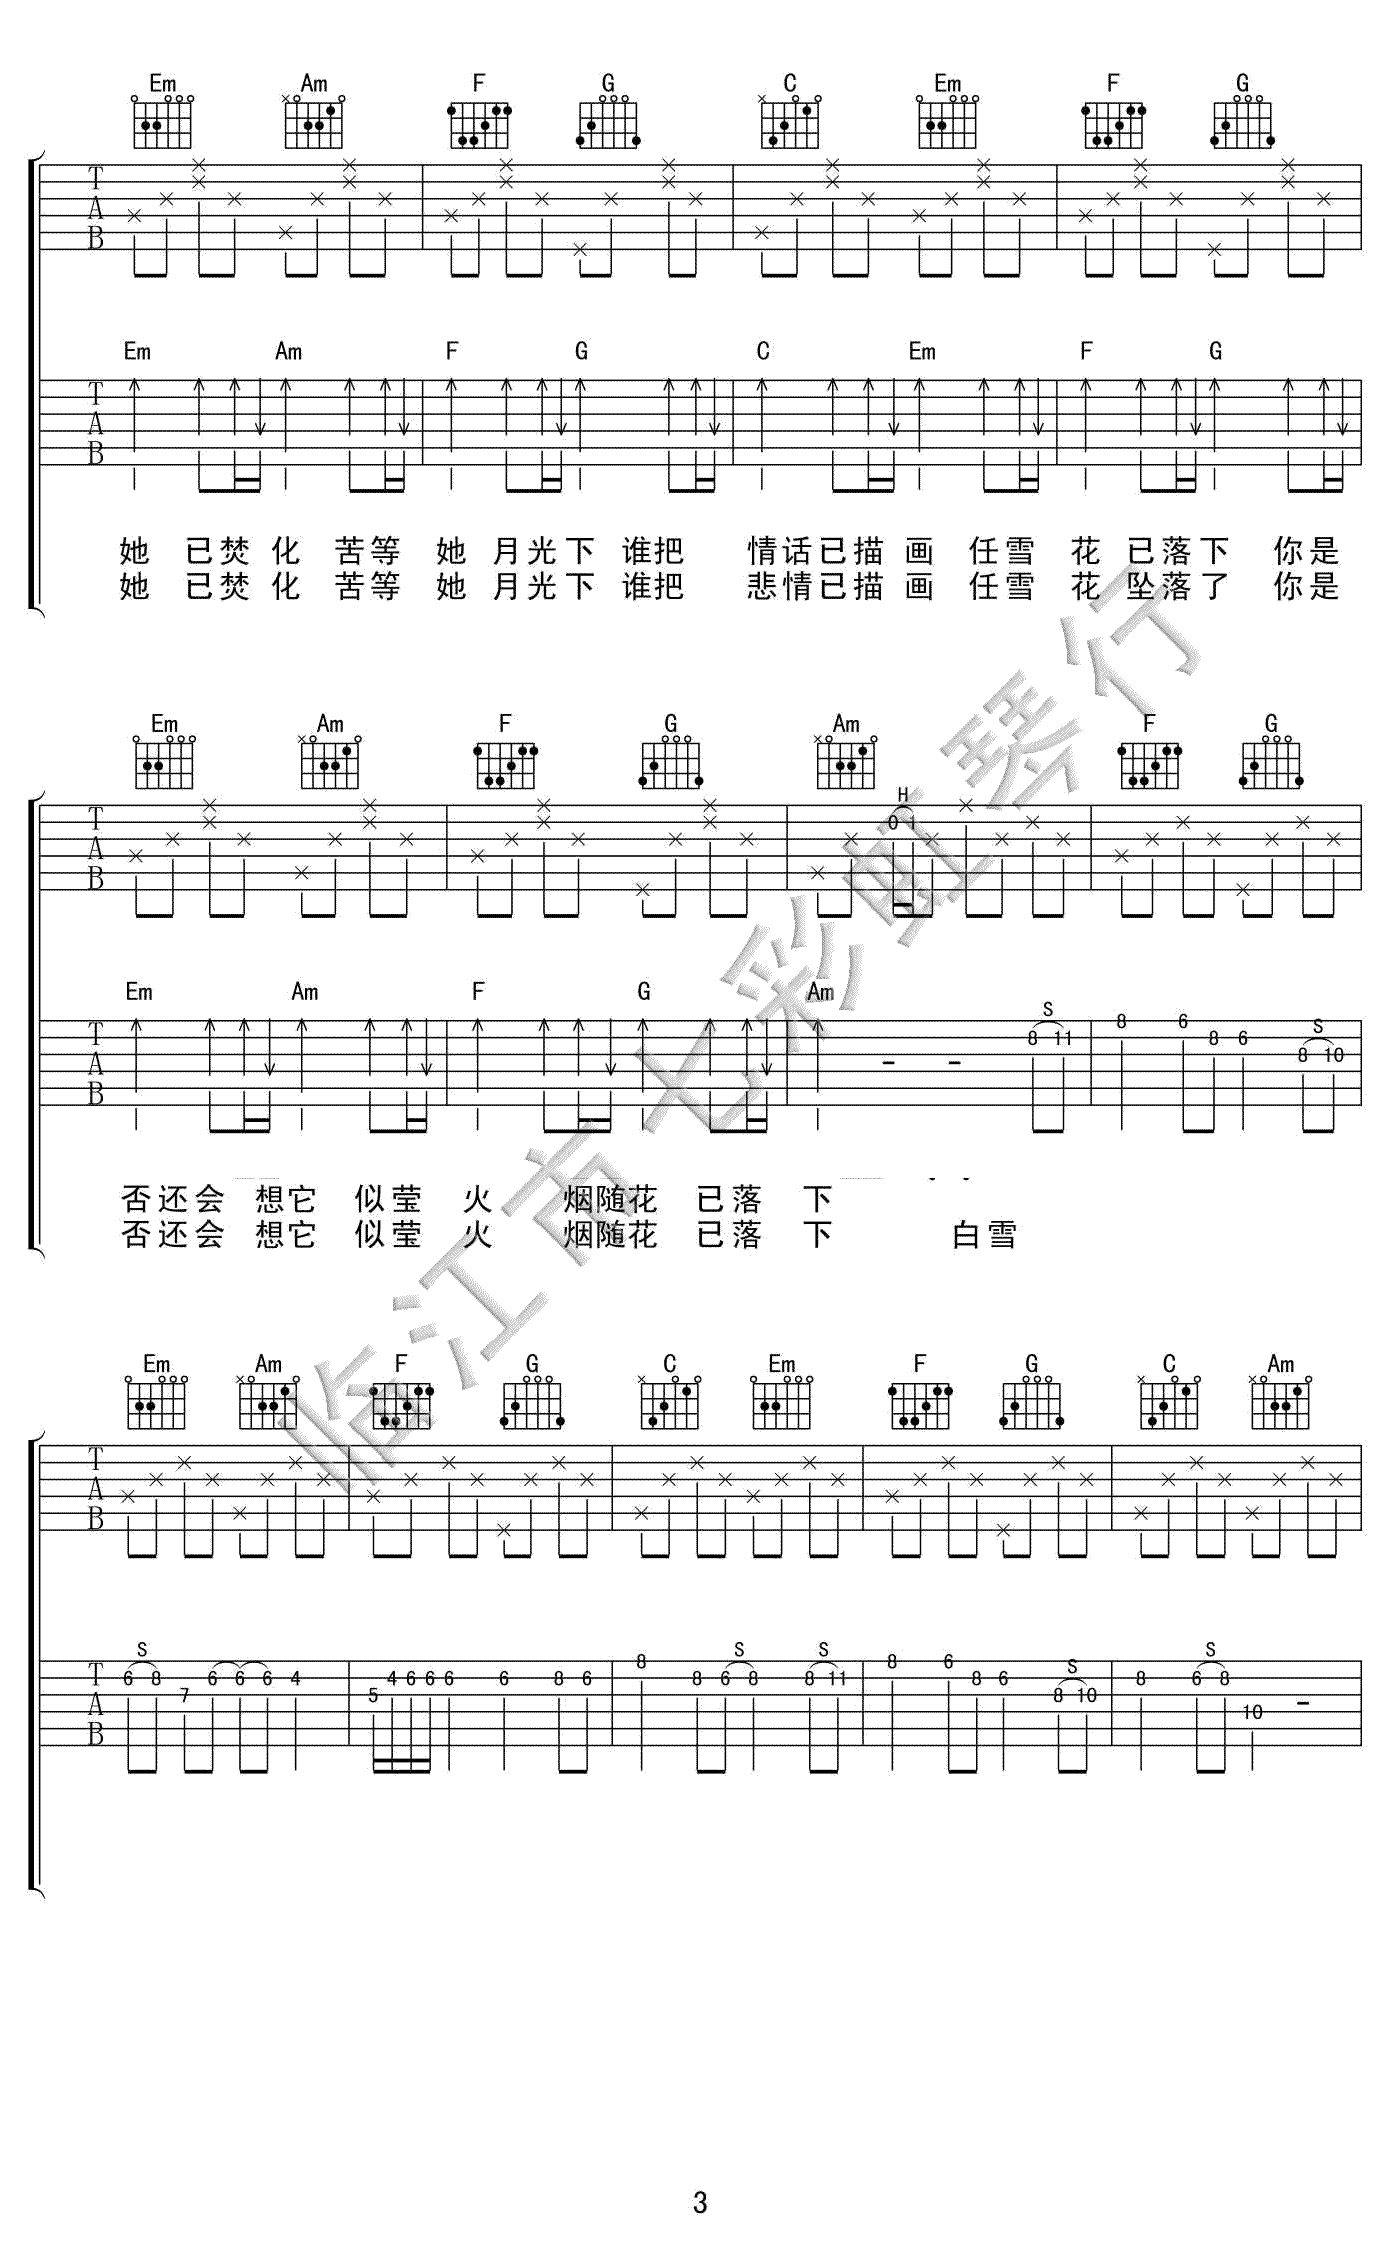 Em Am F G C Em F G
T
A
B
Em Am F G C Em F G
T
A
B
她 已焚 化 苦等 她 月光下 谁把 情话已描 画 任雪 花 已落下 你是
她 已焚 化 苦等 她 月光下 谁把 悲情已描 画 任雪 花 坠落了 你是
Em Am F G Am F G
H
T
A
B
0 1
Em Am F G Am
S
S
T
A
B
8 11 8 6 8 6 8 10
否还会 想它 似莹 火 烟随花 已落 下
否还会 想它 似莹 火 烟随花 已落 下 白雪
Em Am F G C Em F G C Am
T
A
B
S S S S S
T
A
B
6 8 7 6 6 6 4 5 4 6 6 6 6 8 6 8 8 6 8 8 11 8 6 8 6 8 10 8 6 8 10
临江市七彩虹琴行
3